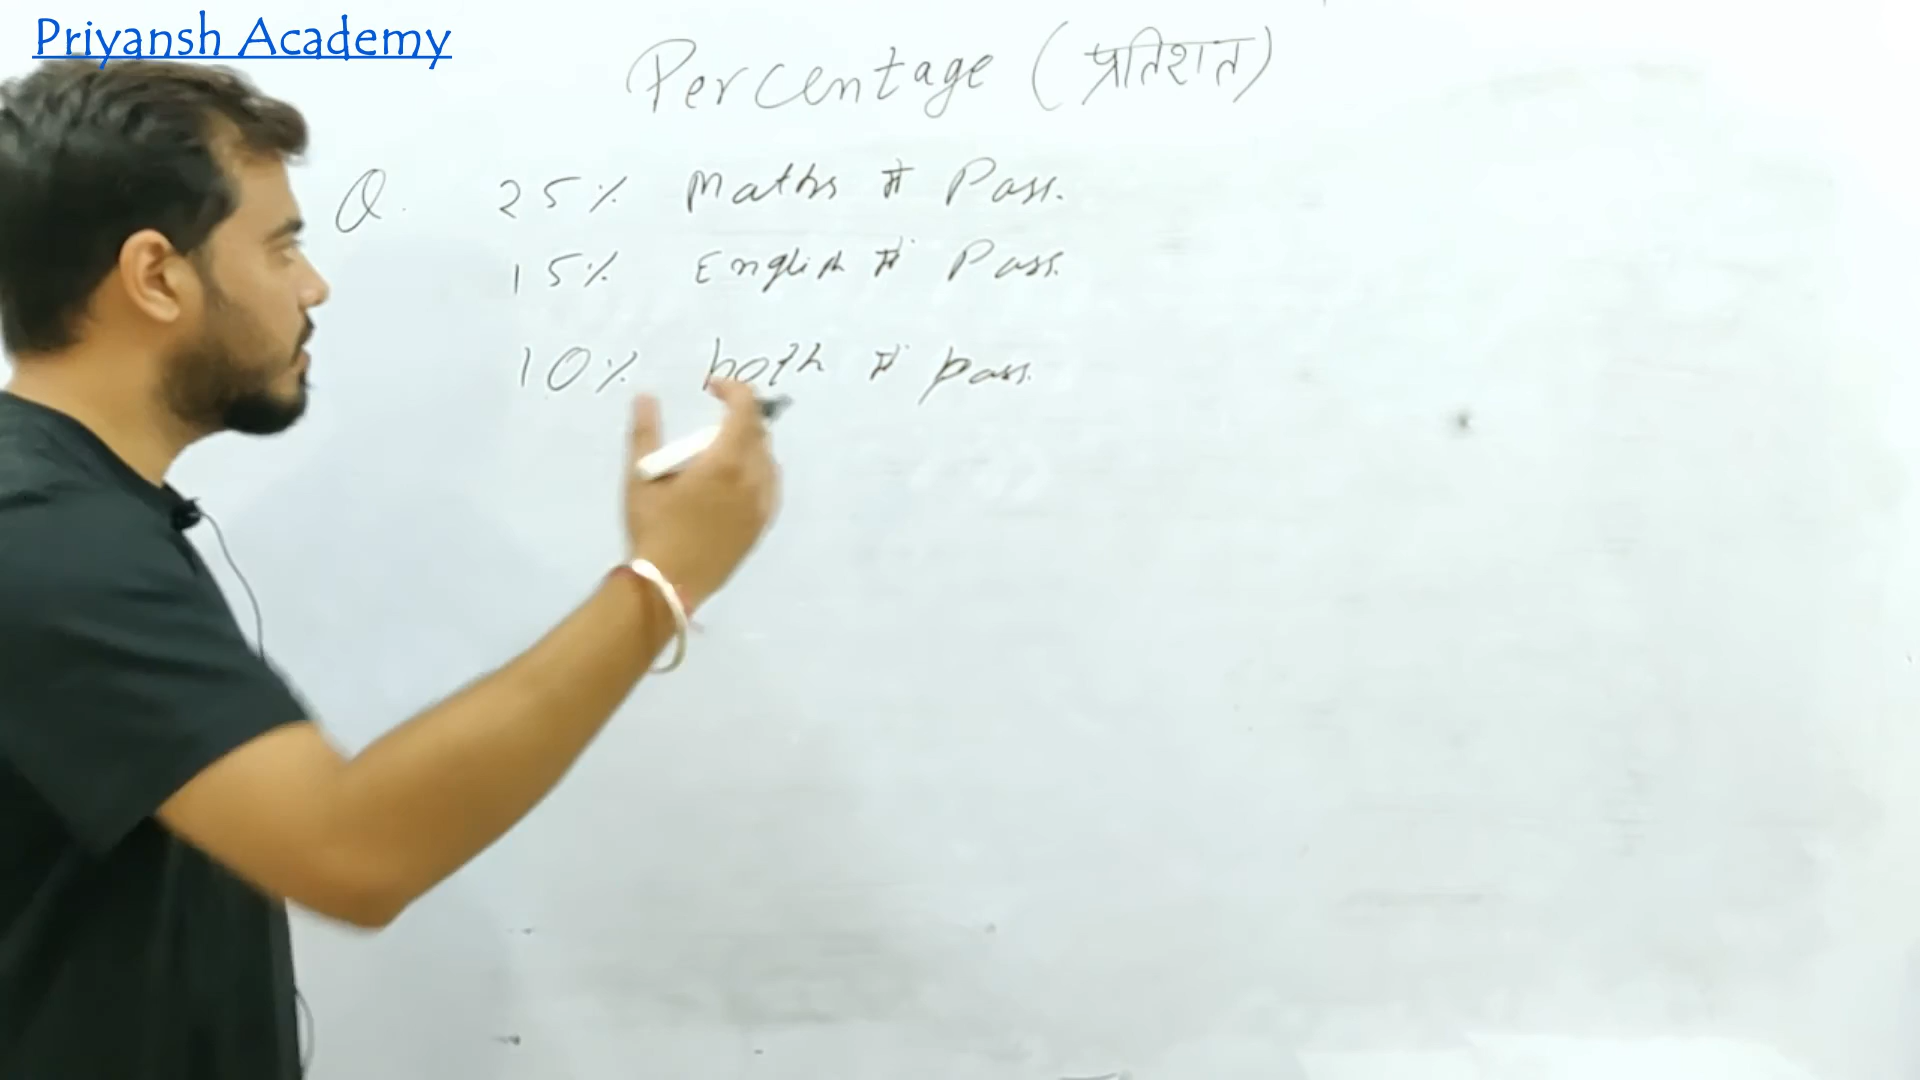 Priyansh Academy
Percentage (प्रतिशत)
Q. 25% Maths में Pass.
15% English में Pass.
10% both में pass.